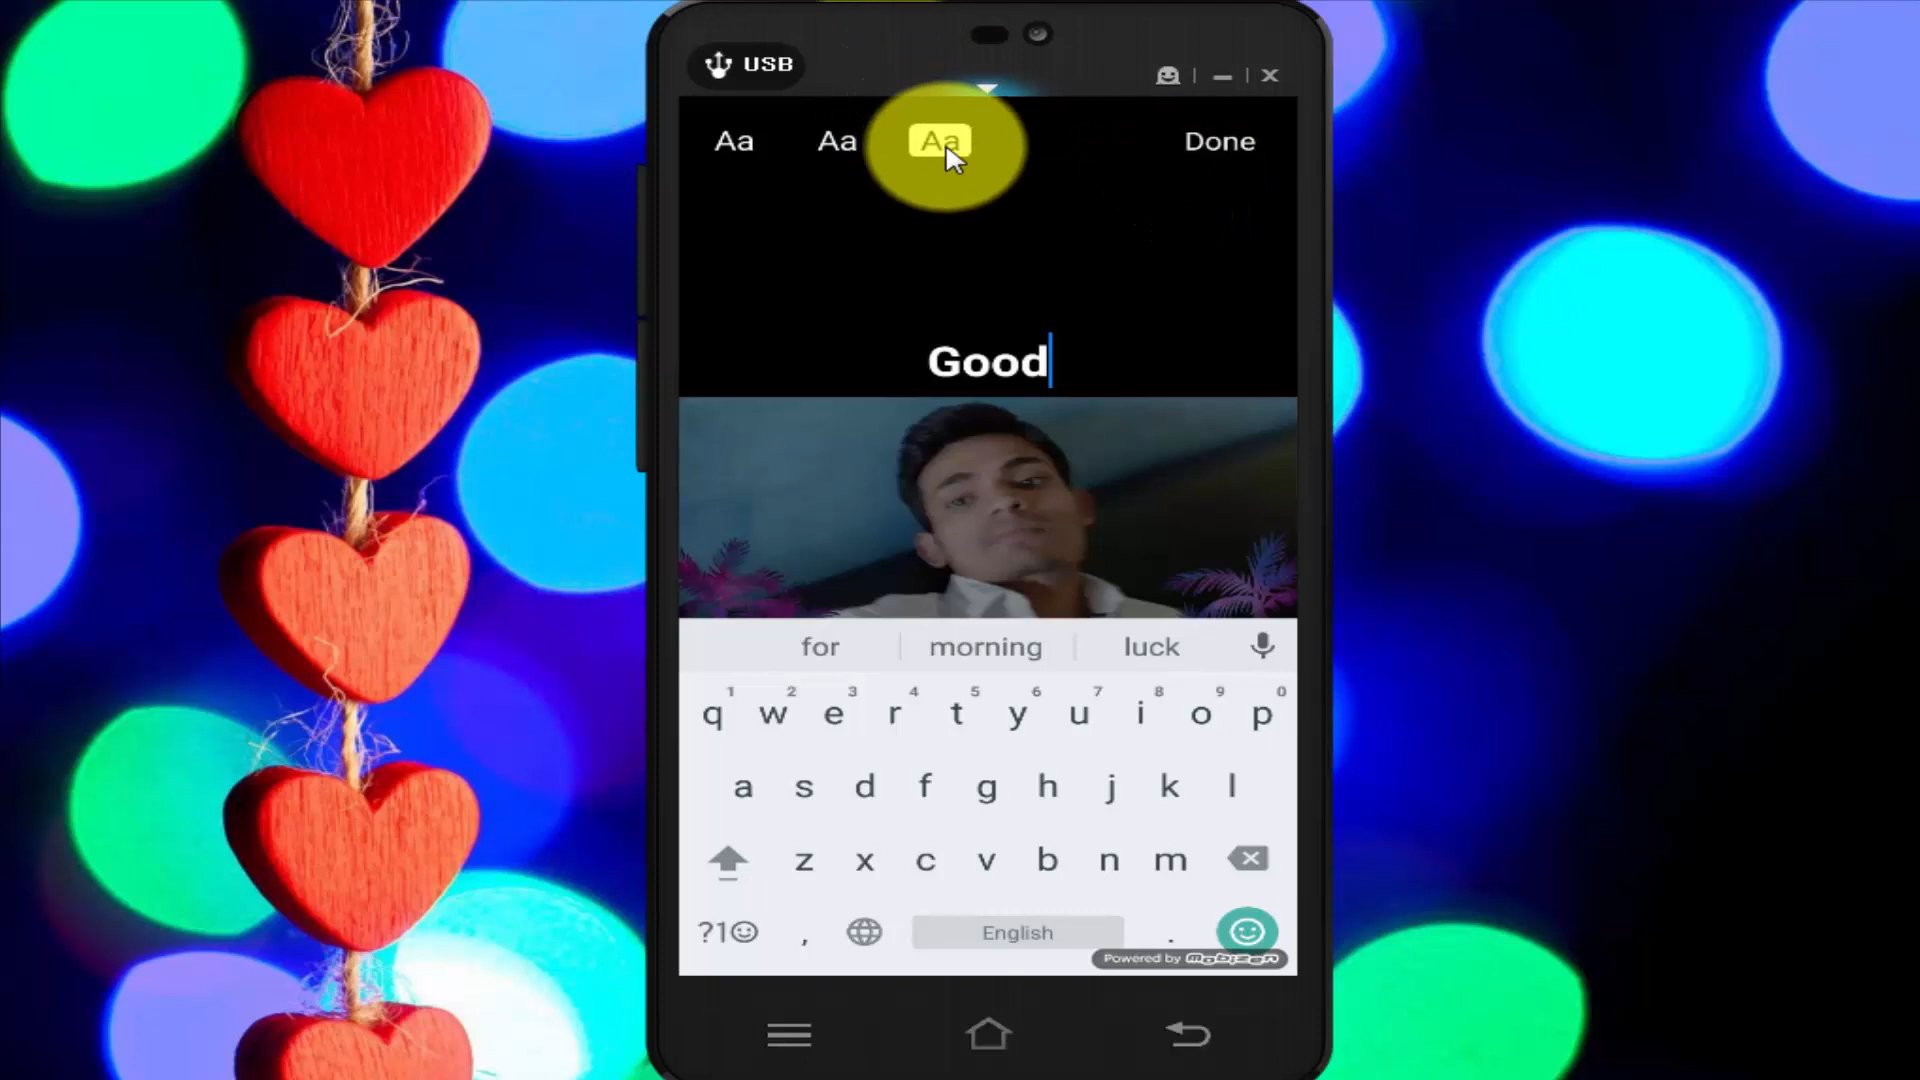 USB
Aa Aa Aa Done
Good
for morning luck
1 2 3 4 5 6 7 8 9 0
q w e r t y u i o p
a s d f g h j k l
z x c v b n m
?1☺ , English .
Powered by mobizen